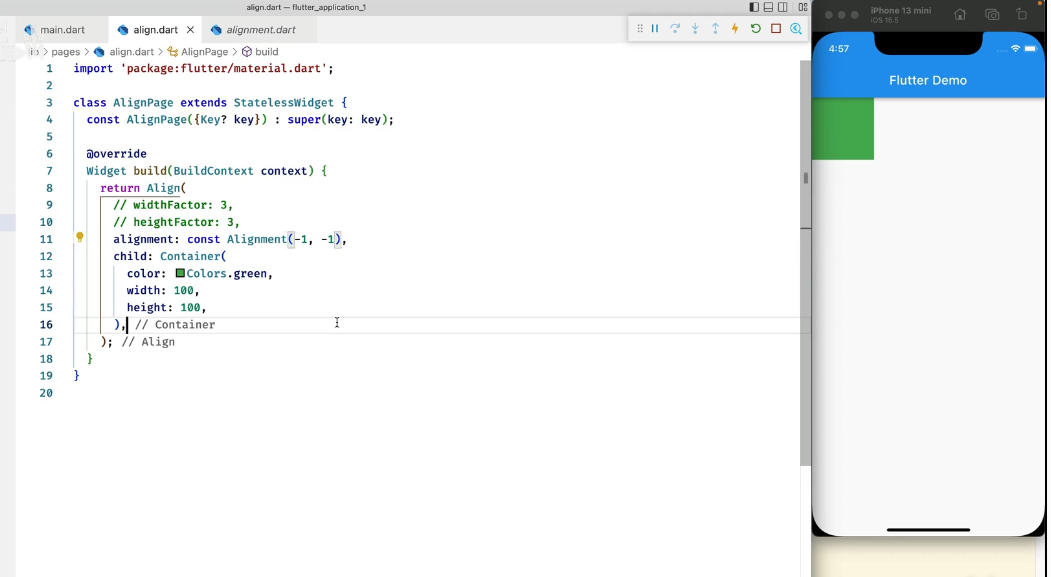 align.dart — flutter_application_1
main.dart
align.dart
alignment.dart
lib > pages > align.dart > AlignPage > build
1 import 'package:flutter/material.dart';
2
3 class AlignPage extends StatelessWidget {
4 const AlignPage({Key? key}) : super(key: key);
5
6 @override
7 Widget build(BuildContext context) {
8 return Align(
9 // widthFactor: 3,
10 // heightFactor: 3,
11 alignment: const Alignment(-1, -1),
12 child: Container(
13 color: Colors.green,
14 width: 100,
15 height: 100,
16 ), // Container
17 ); // Align
18 }
19 }
20
iPhone 13 mini
iOS 16.5
4:57
Flutter Demo